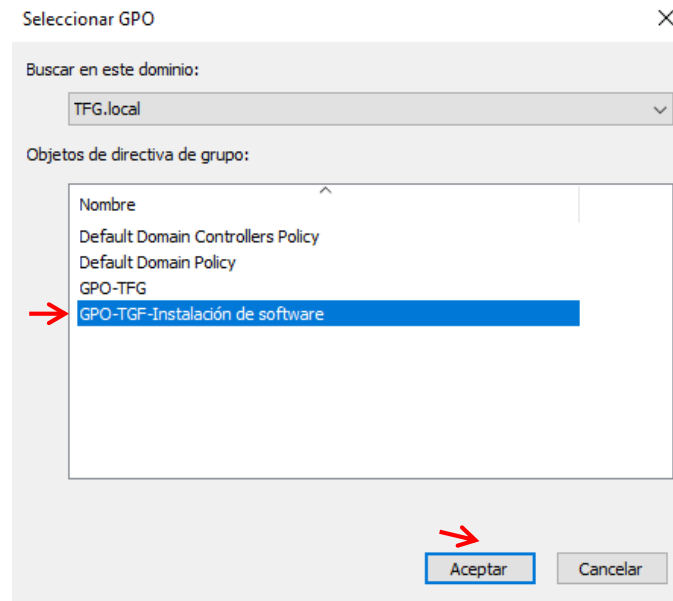 Seleccionar GPO
Buscar en este dominio:
TFG.local
Objetos de directiva de grupo:
Nombre
Default Domain Controllers Policy
Default Domain Policy
GPO-TFG
GPO-TGF-Instalación de software
Aceptar Cancelar